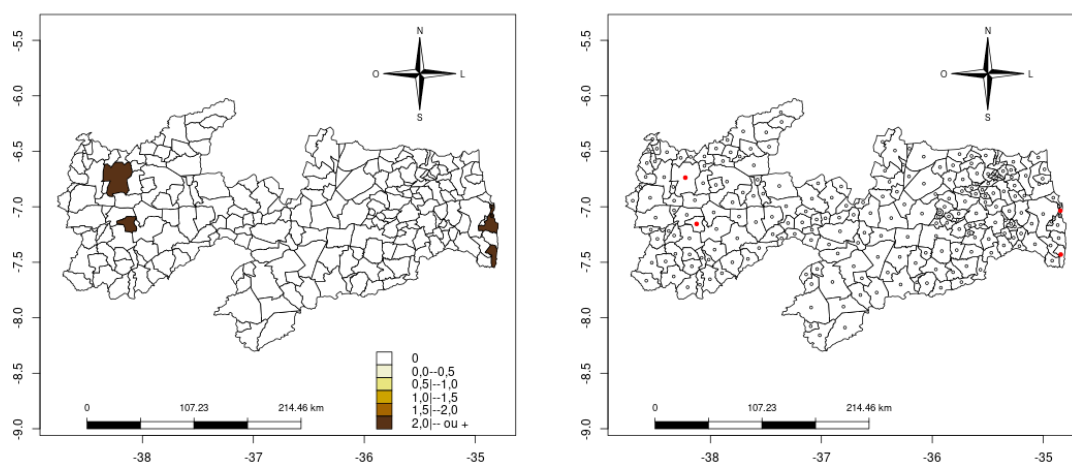 -5.5
-6.0
-6.5
-7.0
-7.5
-8.0
-8.5
-9.0
N
O
L
S
0
0,0--0,5
0,5|--1,0
1,0|--1,5
1,5|--2,0
2,0|-- ou +
0 107.23 214.46 km
-38 -37 -36 -35
-5.5
-6.0
-6.5
-7.0
-7.5
-8.0
-8.5
-9.0
N
O
L
S
0 107.23 214.46 km
-38 -37 -36 -35